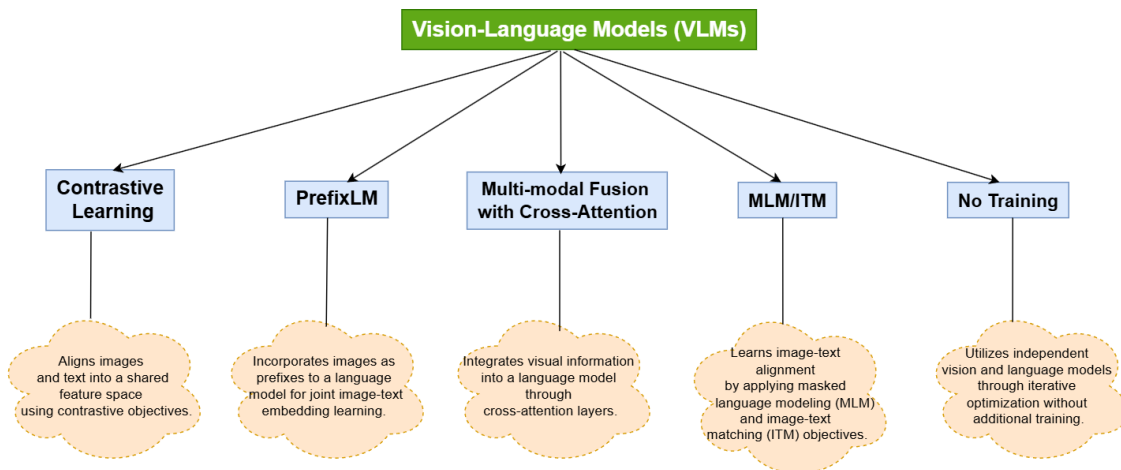 Vision-Language Models (VLMs)
Contrastive
Learning
PrefixLM
Multi-modal Fusion
with Cross-Attention
MLM/ITM
No Training
Aligns images
and text into a shared
feature space
using contrastive objectives.
Incorporates images as
prefixes to a language
model for joint image-text
embedding learning.
Integrates visual information
into a language model
through
cross-attention layers.
Learns image-text
alignment
by applying masked
language modeling (MLM)
and image-text
matching (ITM) objectives.
Utilizes independent
vision and language models
through iterative
optimization without
additional training.